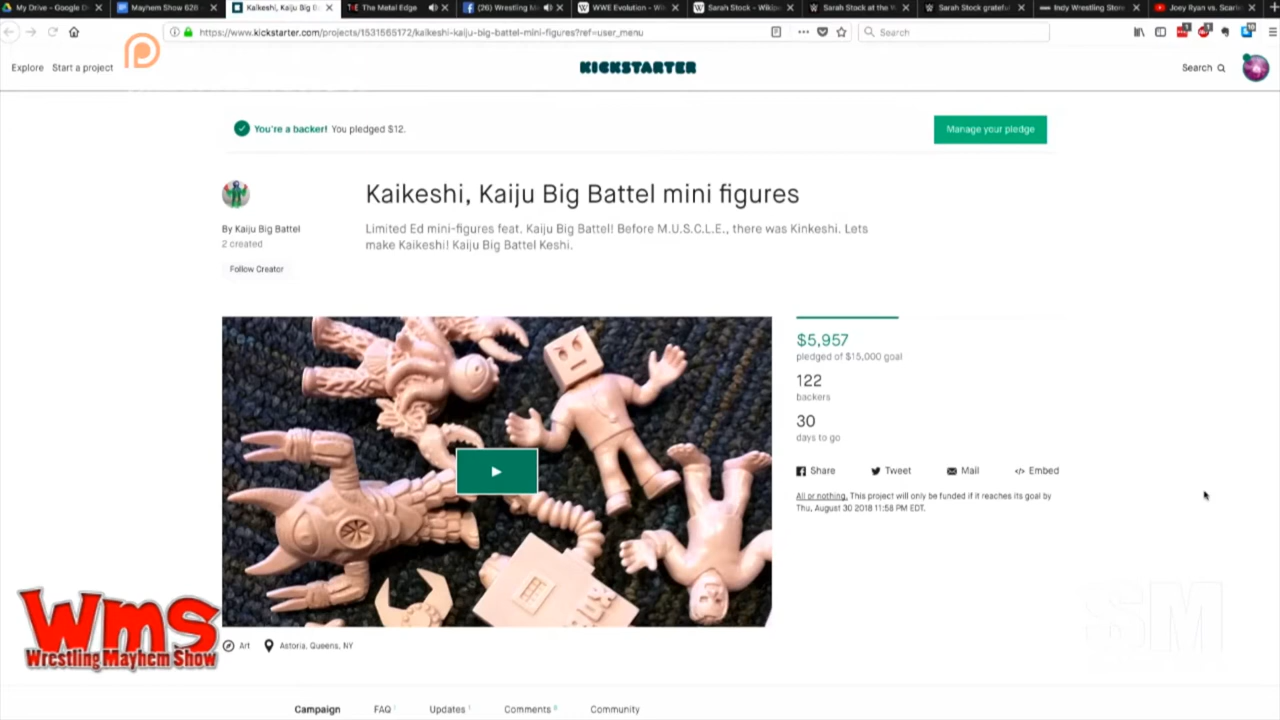 My Drive - Google D
Mayhem Show 628
Kaikeshi, Kaiju Big B
The Metal Edge
(26) Wrestling M
WWE Evolution - Wi
Sarah Stock - Wikip
Sarah Stock at the
Sarah Stock grateful
Indy Wrestling Store
Joey Ryan vs. Scarle
https://www.kickstarter.com/projects/1531565172/kaikeshi-kaiju-big-battel-mini-figures?ref=user_menu
Search
Explore Start a project
KICKSTARTER
Search
You're a backer! You pledged $12.
Manage your pledge
Kaikeshi, Kaiju Big Battel mini figures
By Kaiju Big Battel
2 created
Follow Creator
Limited Ed mini-figures feat. Kaiju Big Battel! Before M.U.S.C.L.E., there was Kinkeshi. Lets
make Kaikeshi! Kaiju Big Battel Keshi.
$5,957
pledged of $15,000 goal
122
backers
30
days to go
Share Tweet Mail </> Embed
All or nothing. This project will only be funded if it reaches its goal by
Thu, August 30 2018 11:58 PM EDT.
WMS
Wrestling Mayhem Show
SM
Art Astoria, Queens, NY
Campaign FAQ Updates Comments Community